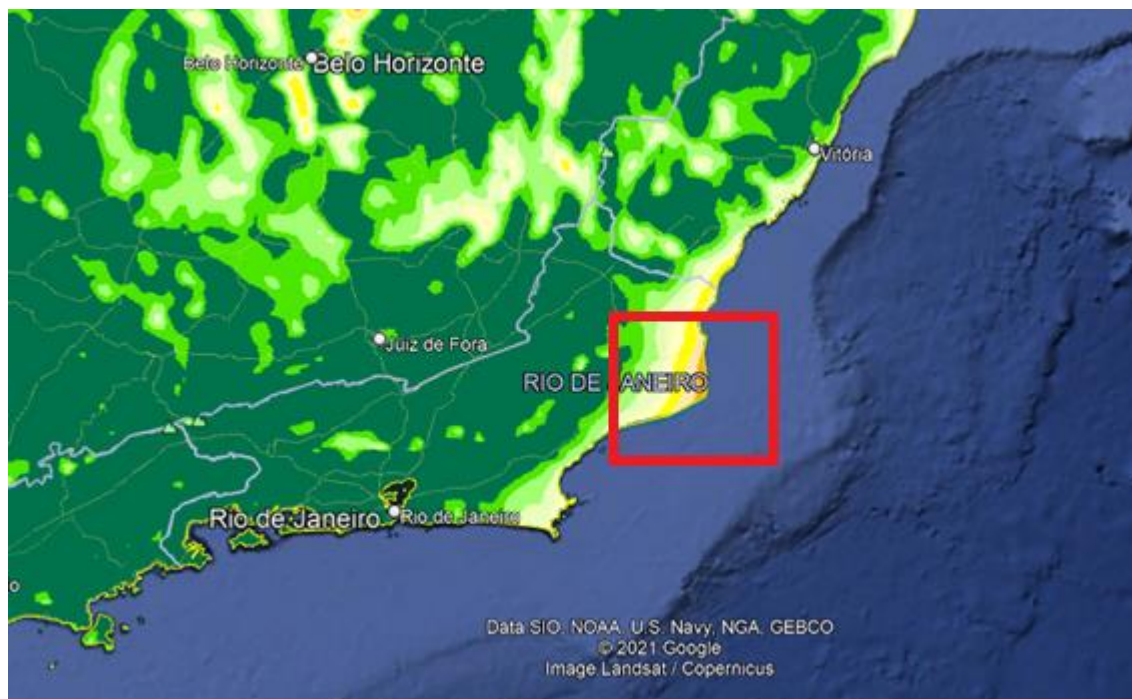 Belo Horizonte
Belo Horizonte
Vitória
Juiz de Fora
RIO DE JANEIRO
Rio de Janeiro
Rio de Janeiro
o
Data SIO, NOAA, U.S. Navy, NGA, GEBCO
© 2021 Google
Image Landsat / Copernicus